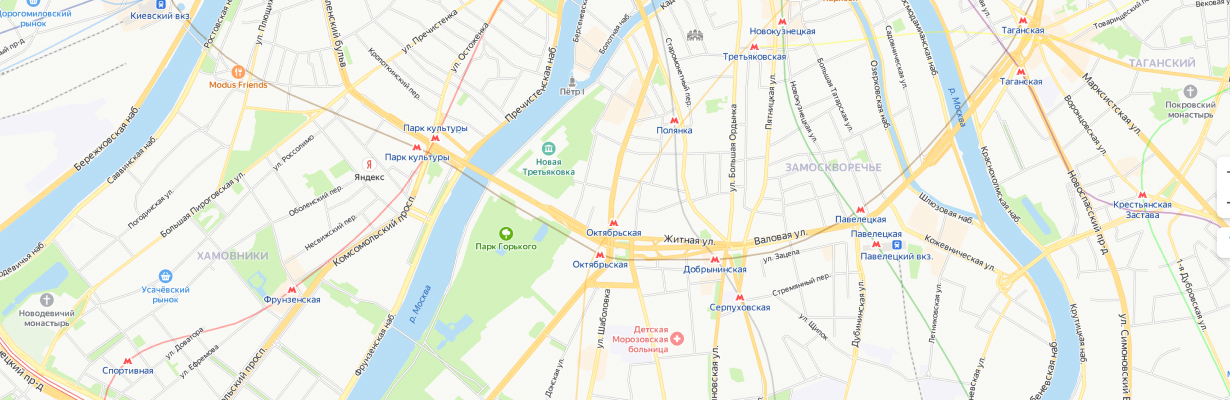 Дорогомиловский
рынок
Киевский вкз.
Ростовская наб.
ул. Плющиха
Бережковская наб.
Саввинская наб.
Modus Friends
Кропоткинский пер.
ул. Пречистенка
ул. Остоженка
Пречистенская наб.
Берсеневская
Болотная наб.
Пётр I
Парк культуры
Парк культуры
Яндекс
Новая
Третьяковка
Парк Горького
ул. Россолимо
Погодинская ул.
Большая Пироговская ул.
Оболенский пер.
Несвижский пер.
Комсомольский просп.
ХАМОВНИКИ
Усачёвский
рынок
Фрунзенская
Новодевичий
монастырь
Спортивная
ул. Доватора
ул. Ефремова
Фрунзенская наб.
р. Москва
Старомонетный пер.
Полянка
Новокузнецкая
Третьяковская
ул. Большая Ордынка
Пятницкая ул.
Новокузнецкая ул.
Большая Татарская ул.
Садовническая ул.
Озерковская наб.
Космодамианская наб.
р. Москва
ЗАМОСКВОРЕЧЬЕ
Октябрьская
Октябрьская
Житная ул.
Валовая ул.
Добрынинская
Серпуховская
ул. Зацепа
Стремянный пер.
ул. Щипок
Дубининская ул.
Летниковская ул.
Павелецкая
Павелецкая
Павелецкий вкз.
Шлюзовая наб.
Кожевническая ул.
Краснохолмская наб.
ул. Шаболовка
Донская ул.
Детская
Морозовская
больница
Таганская
Таганская
Товарищеский пер.
ТАГАНСКИЙ
Марксистская ул.
Воронцовская ул.
Покровский
монастырь
Новоспасский пр-д
Крестьянская
Застава
1-я Дубровская ул.
Крутицкая наб.